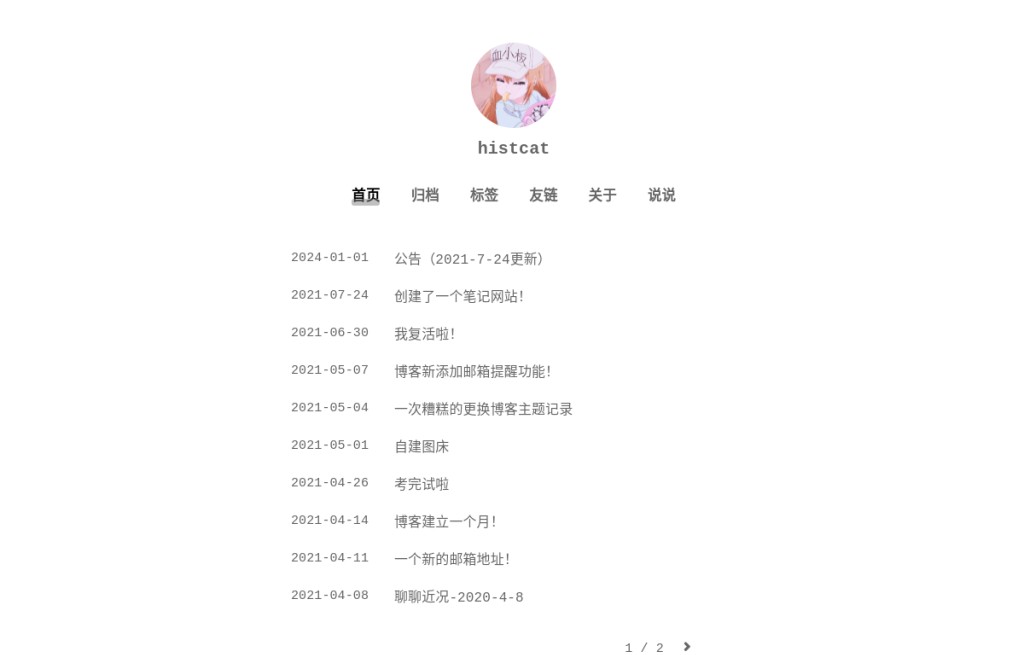 血小板
histcat
首页 归档 标签 友链 关于 说说
2024-01-01 公告（2021-7-24更新）
2021-07-24 创建了一个笔记网站！
2021-06-30 我复活啦！
2021-05-07 博客新添加邮箱提醒功能！
2021-05-04 一次糟糕的更换博客主题记录
2021-05-01 自建图床
2021-04-26 考完试啦
2021-04-14 博客建立一个月！
2021-04-11 一个新的邮箱地址！
2021-04-08 聊聊近况-2020-4-8
1 / 2